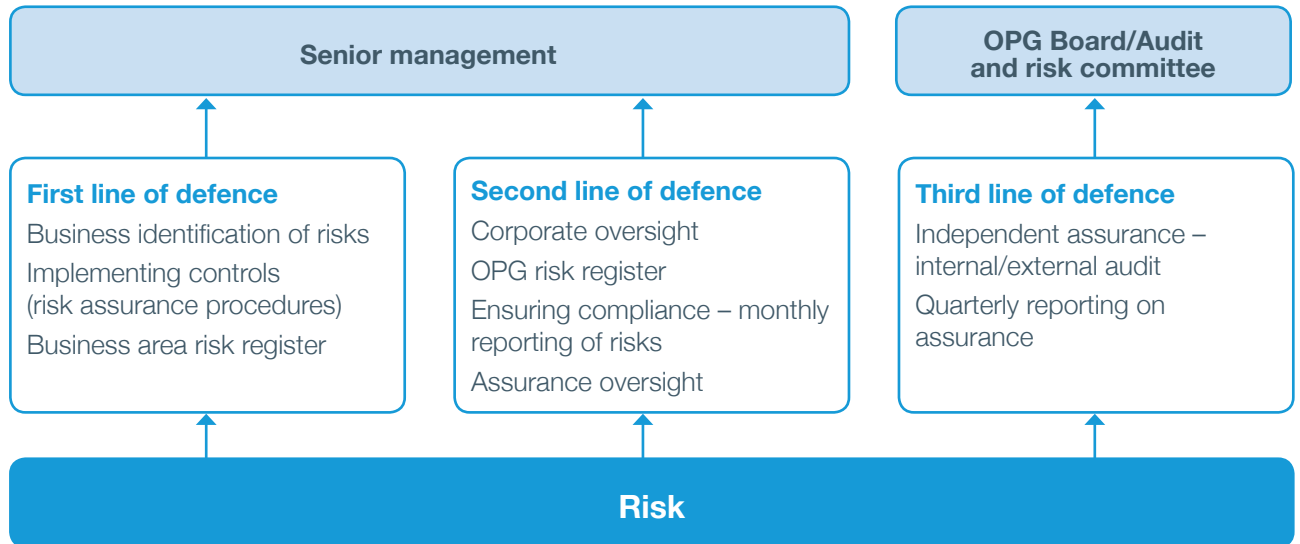 Senior management
OPG Board/Audit
and risk committee
First line of defence
Business identification of risks
Implementing controls
(risk assurance procedures)
Business area risk register
Second line of defence
Corporate oversight
OPG risk register
Ensuring compliance – monthly
reporting of risks
Assurance oversight
Third line of defence
Independent assurance –
internal/external audit
Quarterly reporting on
assurance
Risk